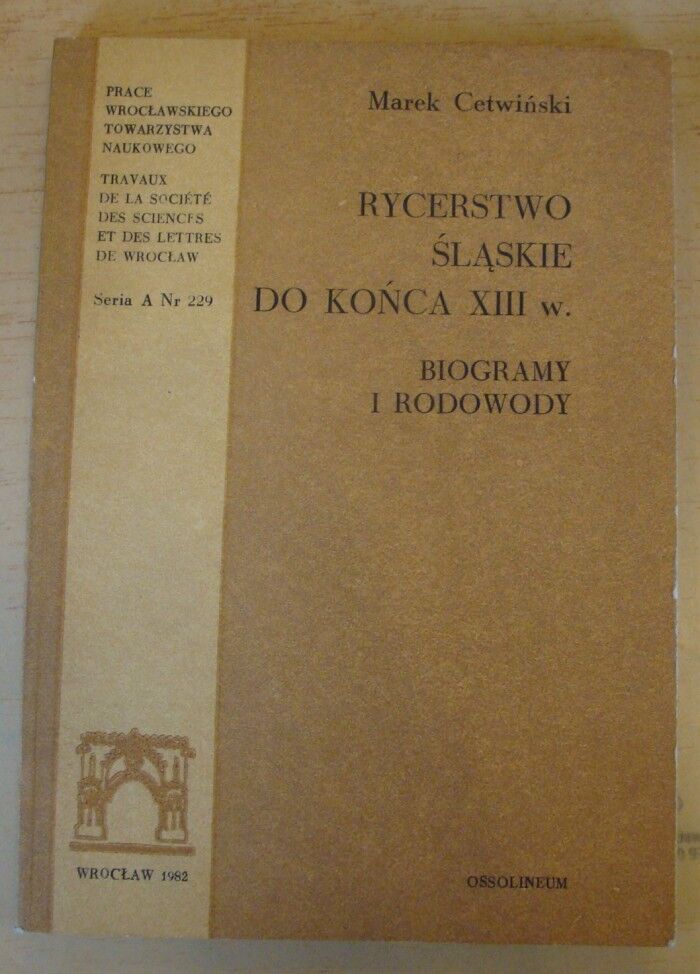 PRACE
WROCŁAWSKIEGO
TOWARZYSTWA
NAUKOWEGO
TRAVAUX
DE LA SOCIÉTÉ
DES SCIENCES
ET DES LETTRES
DE WROCŁAW
Seria A Nr 229
Marek Cetwiński
RYCERSTWO
ŚLĄSKIE
DO KOŃCA XIII w.
BIOGRAMY
I RODOWODY
WROCŁAW 1982
OSSOLINEUM